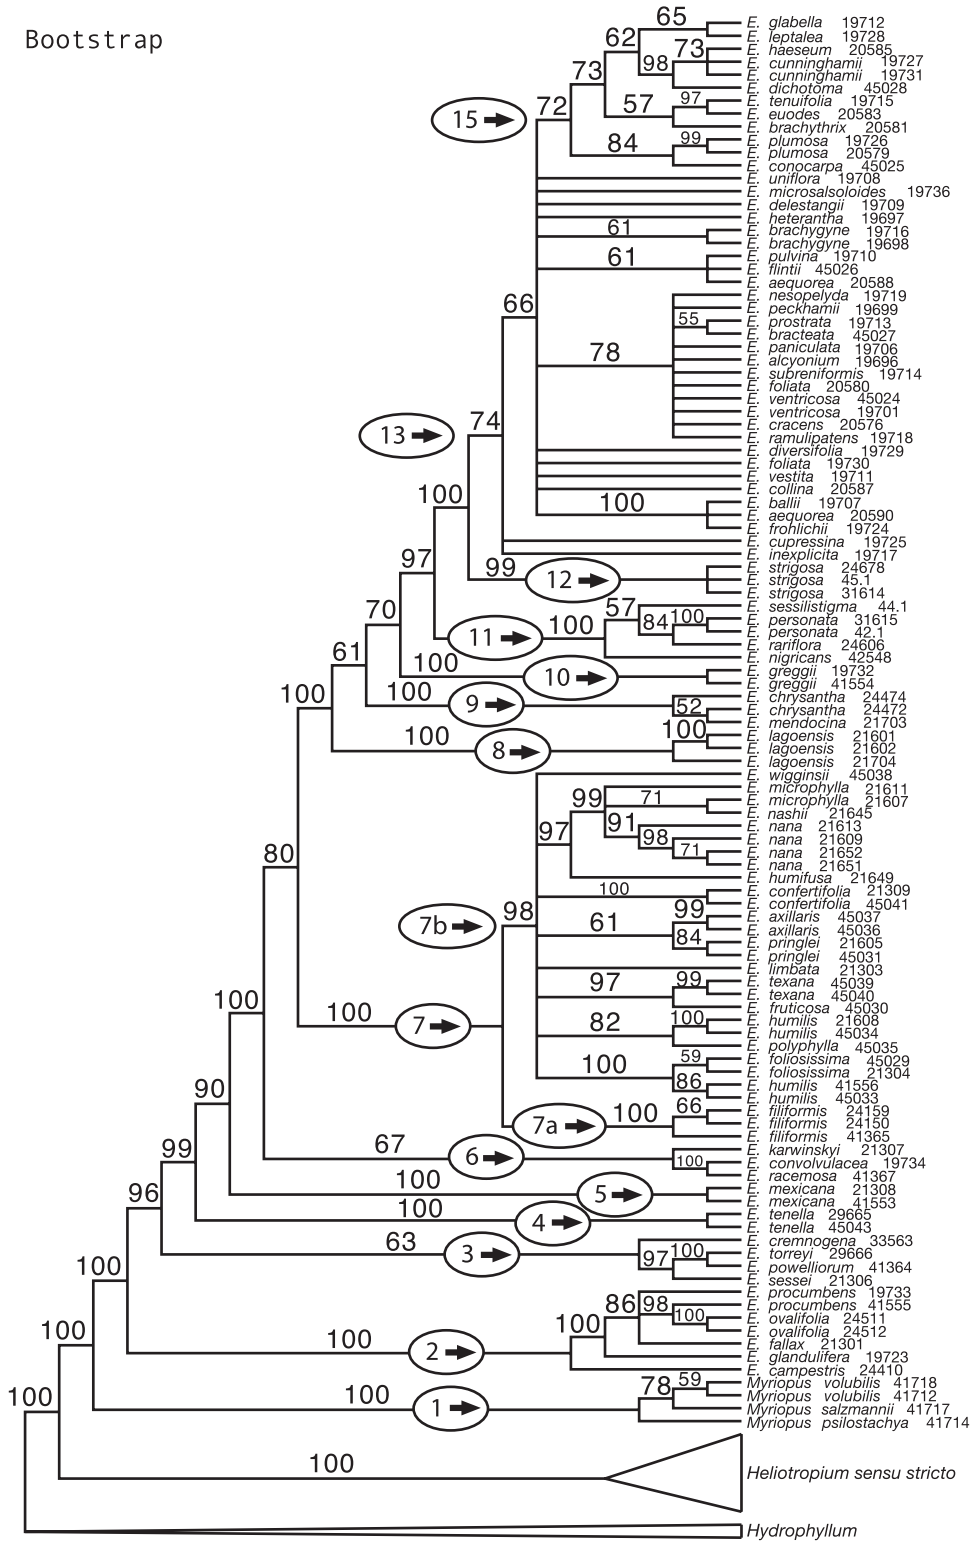 Bootstrap
65
62
73
98
73
97
57
72
99
84
15
61
61
66
55
78
74
13
100
100
99
12
97
57
84
100
70
11
100
61
100
10
100
100
9
52
100
100
8
99
71
91
98
71
97
80
100
99
98
61
84
7b
97
99
100
82
100
100
7
59
100
86
90
66
7a
100
99
67
6
100
100
5
96
100
4
63
3
97
100
100
86
98
100
100
100
100
2
59
78
100
100
1
100
E. glabella 19712
E. leptalea 19728
E. haeseum 20585
E. cunninghamii 19727
E. cunninghamii 19731
E. dichotoma 45028
E. tenuifolia 19715
E. euodes 20583
E. brachythrix 20581
E. plumosa 19726
E. plumosa 20579
E. conocarpa 45025
E. uniflora 19708
E. microsalsoloides 19736
E. delestangii 19709
E. heterantha 19697
E. brachygyne 19716
E. brachygyne 19698
E. pulvina 19710
E. flintii 45026
E. aequorea 20588
E. nesopelyda 19719
E. peckhamii 19699
E. prostrata 19713
E. bracteata 45027
E. paniculata 19706
E. alcyonium 19696
E. subreniformis 19714
E. foliata 20580
E. ventricosa 45024
E. ventricosa 19701
E. cracens 20576
E. ramulipatens 19718
E. diversifolia 19729
E. foliata 19730
E. vestita 19711
E. collina 20587
E. ballii 19707
E. aequorea 20590
E. frohlichii 19724
E. cupressina 19725
E. inexplicita 19717
E. strigosa 24678
E. strigosa 45.1
E. strigosa 31614
E. sessilistigma 44.1
E. personata 31615
E. personata 42.1
E. rariflora 24606
E. nigricans 42548
E. greggii 19732
E. greggii 41554
E. chrysantha 24474
E. chrysantha 24472
E. mendocina 21703
E. lagoensis 21601
E. lagoensis 21602
E. lagoensis 21704
E. wigginsii 45038
E. microphylla 21611
E. microphylla 21607
E. nashii 21645
E. nana 21613
E. nana 21609
E. nana 21652
E. nana 21651
E. humifusa 21649
E. confertifolia 21309
E. confertifolia 45041
E. axillaris 45037
E. axillaris 45036
E. pringlei 21605
E. pringlei 45031
E. limbata 21303
E. texana 45039
E. texana 45040
E. fruticosa 45030
E. humilis 21608
E. humilis 45034
E. polyphylla 45035
E. foliosissima 45029
E. foliosissima 21304
E. humilis 41556
E. humilis 45033
E. filiformis 24159
E. filiformis 24150
E. filiformis 41365
E. karwinskyi 21307
E. convolvulacea 19734
E. racemosa 41367
E. mexicana 21308
E. mexicana 41553
E. tenella 29665
E. tenella 45043
E. cremnogena 33563
E. torreyi 29666
E. powelliorum 41364
E. sessei 21306
E. procumbens 19733
E. procumbens 41555
E. ovalifolia 24511
E. ovalifolia 24512
E. fallax 21301
E. glandulifera 19723
E. campestris 24410
Myriopus volubilis 41718
Myriopus volubilis 41712
Myriopus salzmannii 41717
Myriopus psilostachya 41714
Heliotropium sensu stricto
Hydrophyllum